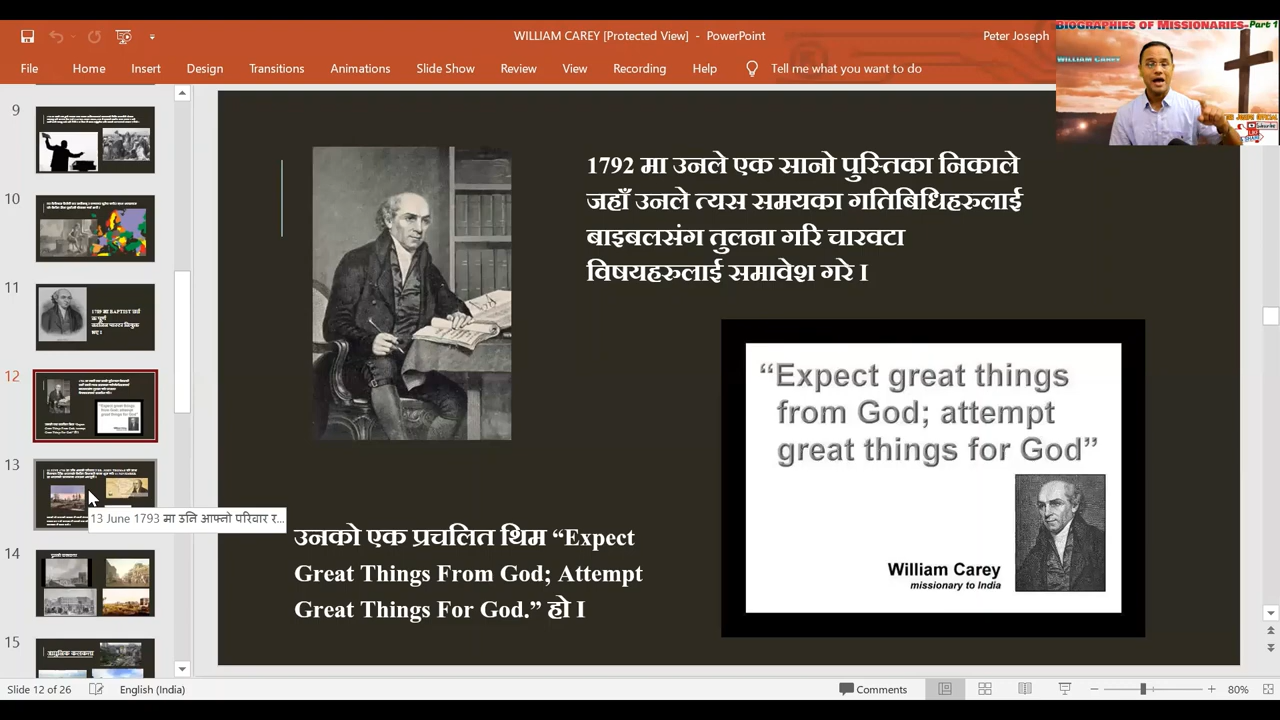 WILLIAM CAREY [Protected View] - PowerPoint
Peter Joseph
BIOGRAPHIES OF MISSIONARIES-Part 1
WILLIAM CAREY
File Home Insert Design Transitions Animations Slide Show Review View Recording Help Tell me what you want to do
9
10
11
1789 मा BAPTIST
12
13
13 June 1793 मा उनि आफ्नो परिवार र...
14
15
1792 मा उनले एक सानो पुस्तिका निकाले
जहाँ उनले त्यस समयका गतिबिधिहरुलाई
बाइबलसंग तुलना गरि चारवटा
विषयहरुलाई समावेश गरे I
“Expect great things
from God; attempt
great things for God”
William Carey
missionary to India
उनको एक प्रचलित थिम “Expect
Great Things From God; Attempt
Great Things For God.” हो I
Slide 12 of 26 English (India) Comments 80%